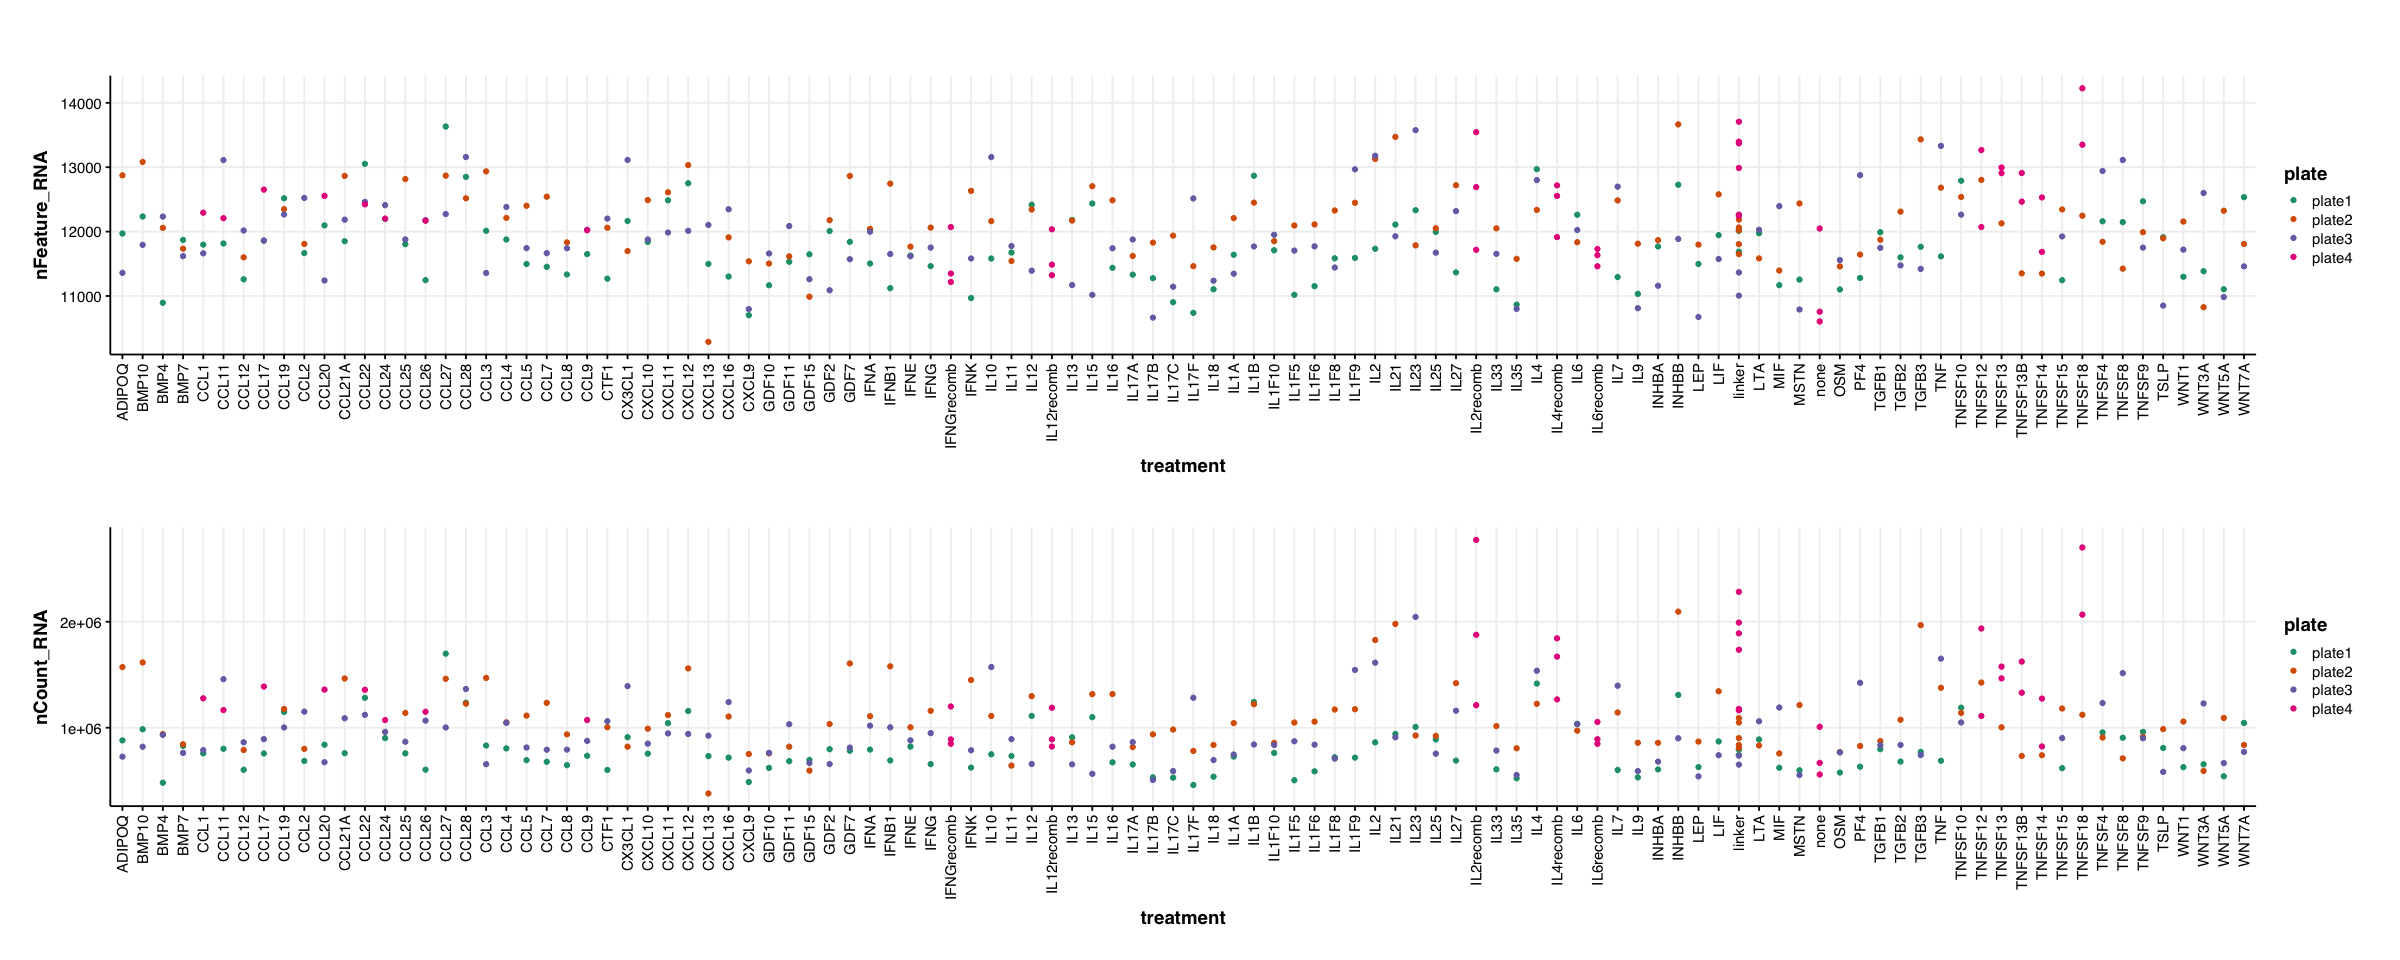 nFeature_RNA
14000
13000
12000
11000
ADIPOQ BMP10 BMP4 BMP7 CCL1 CCL11 CCL12 CCL17 CCL19 CCL2 CCL20 CCL21A CCL22 CCL24 CCL25 CCL26 CCL27 CCL28 CCL3 CCL4 CCL5 CCL7 CCL8 CCL9 CTF1 CX3CL1 CXCL10 CXCL11 CXCL12 CXCL13 CXCL16 CXCL9 GDF10 GDF11 GDF15 GDF2 GDF7 IFNA IFNB1 IFNE IFNG IFNGrecomb IFNK IL10 IL11 IL12 IL12recomb IL13 IL15 IL16 IL17A IL17B IL17C IL17F IL18 IL1A IL1B IL1F10 IL1F5 IL1F6 IL1F8 IL1F9 IL2 IL21 IL23 IL25 IL27 IL2recomb IL33 IL35 IL4 IL4recomb IL6 IL6recomb IL7 IL9 INHBA INHBB LEP LIF linker LTA MIF MSTN none OSM PF4 TGFB1 TGFB2 TGFB3 TNF TNFSF10 TNFSF12 TNFSF13 TNFSF13B TNFSF14 TNFSF15 TNFSF18 TNFSF4 TNFSF8 TNFSF9 TSLP WNT1 WNT3A WNT5A WNT7A
treatment
plate
plate1
plate2
plate3
plate4
nCount_RNA
2e+06
1e+06
ADIPOQ BMP10 BMP4 BMP7 CCL1 CCL11 CCL12 CCL17 CCL19 CCL2 CCL20 CCL21A CCL22 CCL24 CCL25 CCL26 CCL27 CCL28 CCL3 CCL4 CCL5 CCL7 CCL8 CCL9 CTF1 CX3CL1 CXCL10 CXCL11 CXCL12 CXCL13 CXCL16 CXCL9 GDF10 GDF11 GDF15 GDF2 GDF7 IFNA IFNB1 IFNE IFNG IFNGrecomb IFNK IL10 IL11 IL12 IL12recomb IL13 IL15 IL16 IL17A IL17B IL17C IL17F IL18 IL1A IL1B IL1F10 IL1F5 IL1F6 IL1F8 IL1F9 IL2 IL21 IL23 IL25 IL27 IL2recomb IL33 IL35 IL4 IL4recomb IL6 IL6recomb IL7 IL9 INHBA INHBB LEP LIF linker LTA MIF MSTN none OSM PF4 TGFB1 TGFB2 TGFB3 TNF TNFSF10 TNFSF12 TNFSF13 TNFSF13B TNFSF14 TNFSF15 TNFSF18 TNFSF4 TNFSF8 TNFSF9 TSLP WNT1 WNT3A WNT5A WNT7A
treatment
plate
plate1
plate2
plate3
plate4